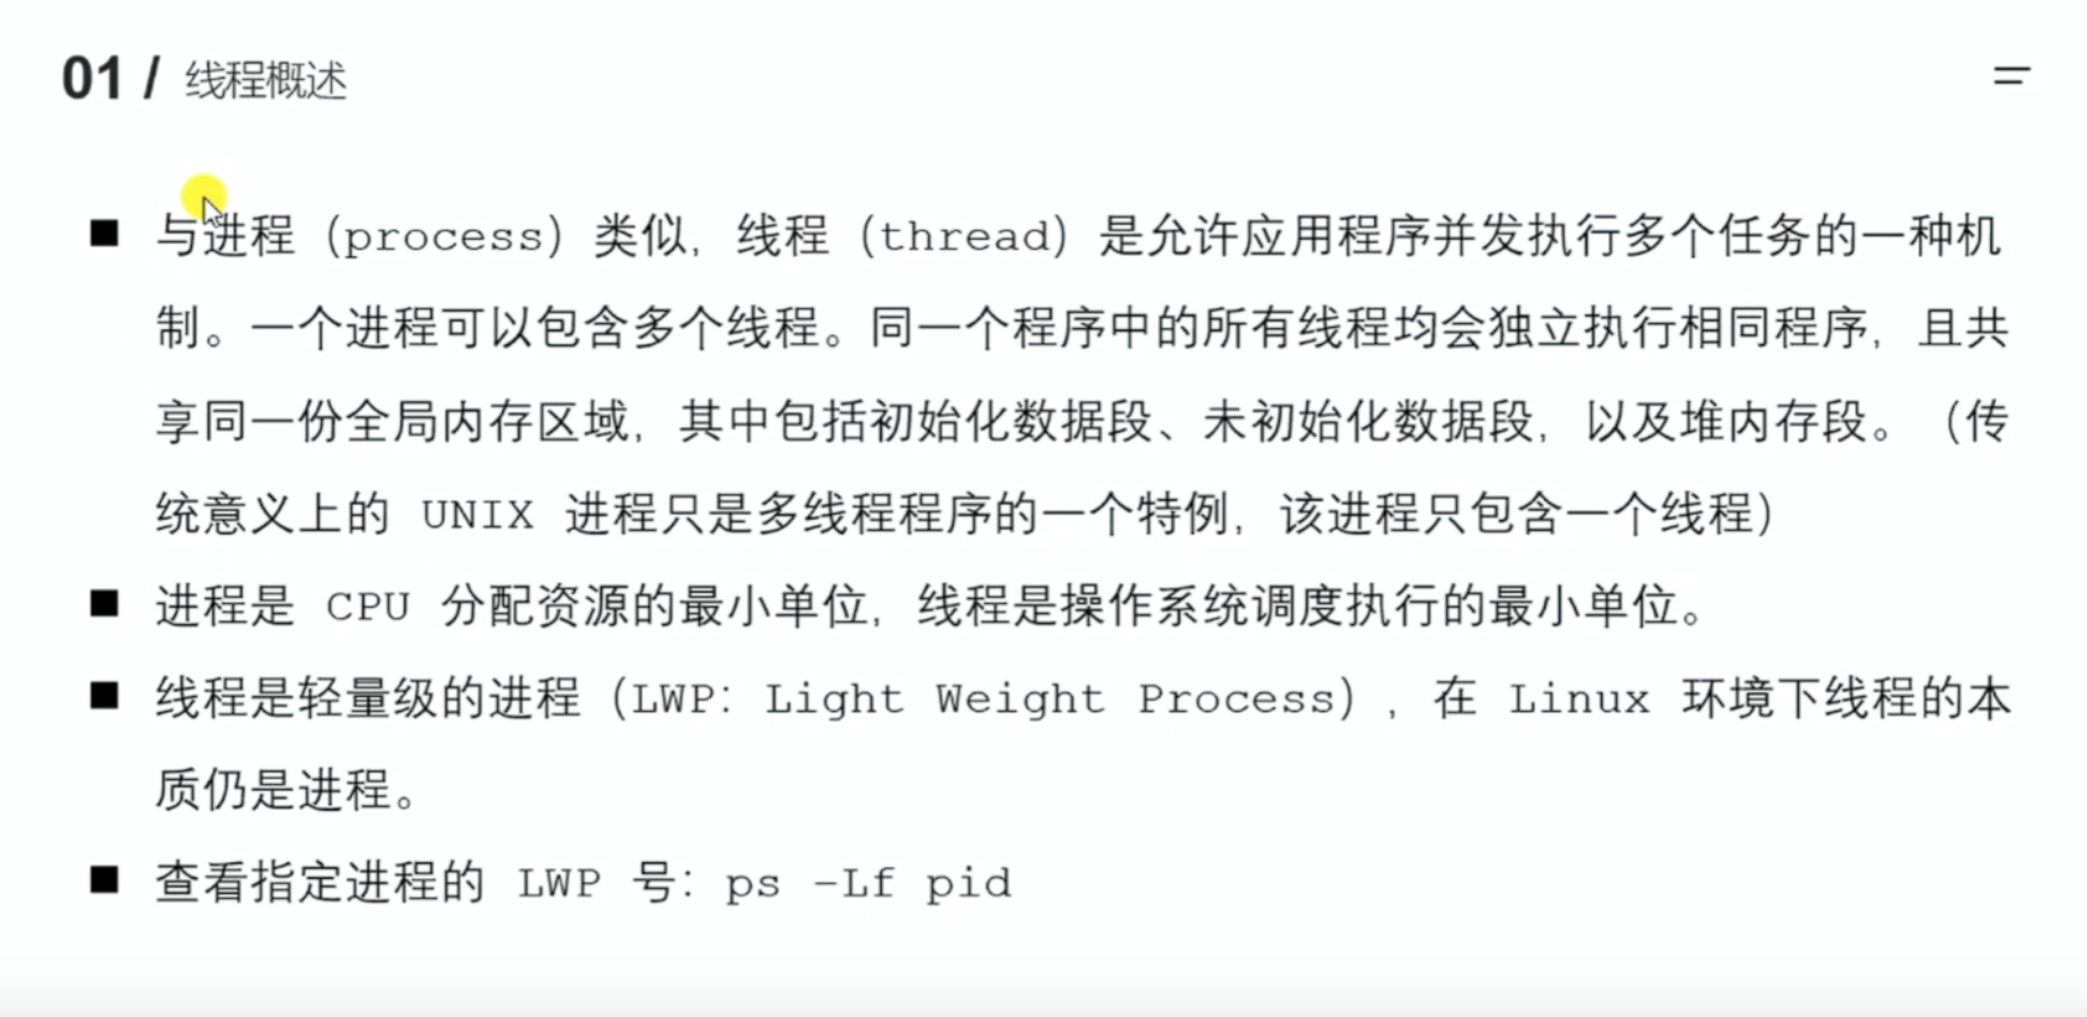 01 / 线程概述
■ 与进程（process）类似，线程（thread）是允许应用程序并发执行多个任务的一种机
制。一个进程可以包含多个线程。同一个程序中的所有线程均会独立执行相同程序，且共
享同一份全局内存区域，其中包括初始化数据段、未初始化数据段，以及堆内存段。（传
统意义上的 UNIX 进程只是多线程程序的一个特例，该进程只包含一个线程）
■ 进程是 CPU 分配资源的最小单位，线程是操作系统调度执行的最小单位。
■ 线程是轻量级的进程（LWP：Light Weight Process），在 Linux 环境下线程的本
质仍是进程。
■ 查看指定进程的 LWP 号：ps -Lf pid